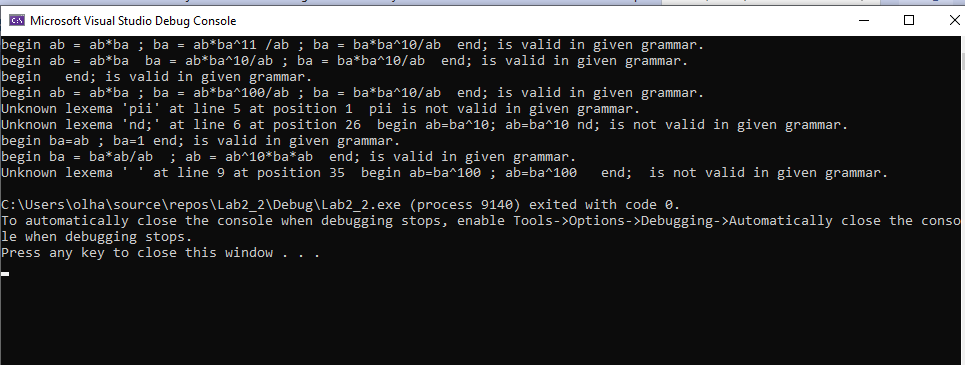 Microsoft Visual Studio Debug Console
begin ab = ab*ba ; ba = ab*ba^11 /ab ; ba = ba*ba^10/ab  end; is valid in given grammar.
begin ab = ab*ba  ba = ab*ba^10/ab ; ba = ba*ba^10/ab  end; is valid in given grammar.
begin   end; is valid in given grammar.
begin ab = ab*ba ; ba = ab*ba^100/ab ; ba = ba*ba^10/ab  end; is valid in given grammar.
Unknown lexema 'pii' at line 5 at position 1  pii is not valid in given grammar.
Unknown lexema 'nd;' at line 6 at position 26  begin ab=ba^10; ab=ba^10 nd; is not valid in given grammar.
begin ba=ab ; ba=1 end; is valid in given grammar.
begin ba = ba*ab/ab  ; ab = ab^10*ba*ab  end; is valid in given grammar.
Unknown lexema ' ' at line 9 at position 35  begin ab=ba^100 ; ab=ba^100   end;  is not valid in given grammar.
C:\Users\olha\source\repos\Lab2_2\Debug\Lab2_2.exe (process 9140) exited with code 0.
To automatically close the console when debugging stops, enable Tools->Options->Debugging->Automatically close the conso
le when debugging stops.
Press any key to close this window . . .